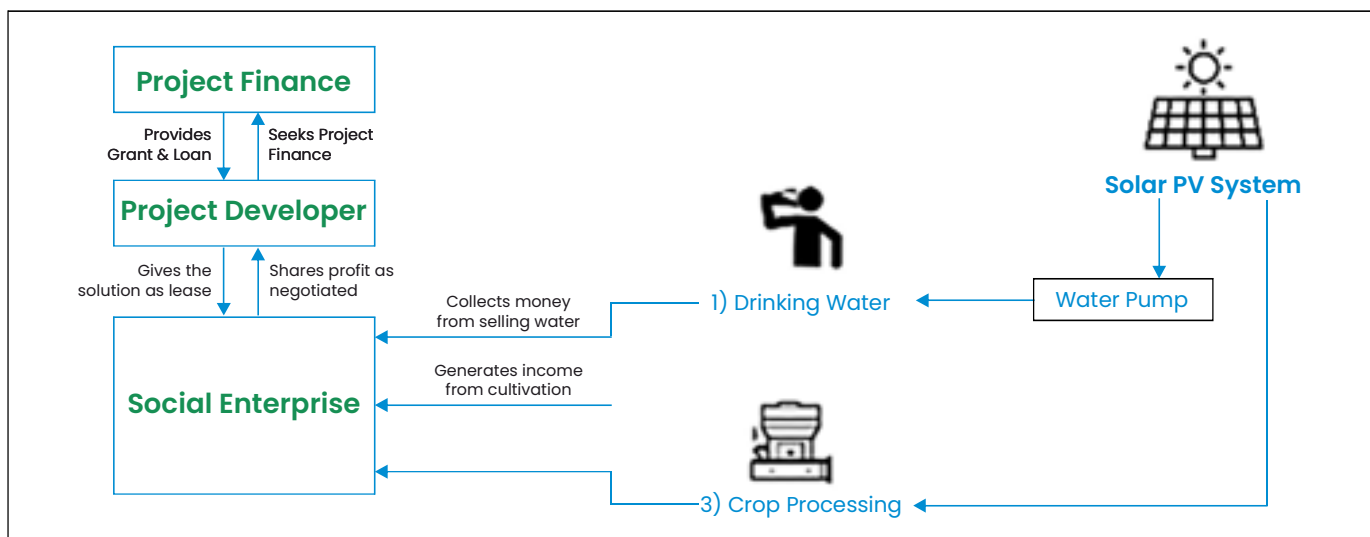 Project Finance
Provides
Grant & Loan
Seeks Project
Finance
Project Developer
Gives the
solution as lease
Shares profit as
negotiated
Social Enterprise
Collects money
from selling water
Generates income
from cultivation
1) Drinking Water
3) Crop Processing
Solar PV System
Water Pump